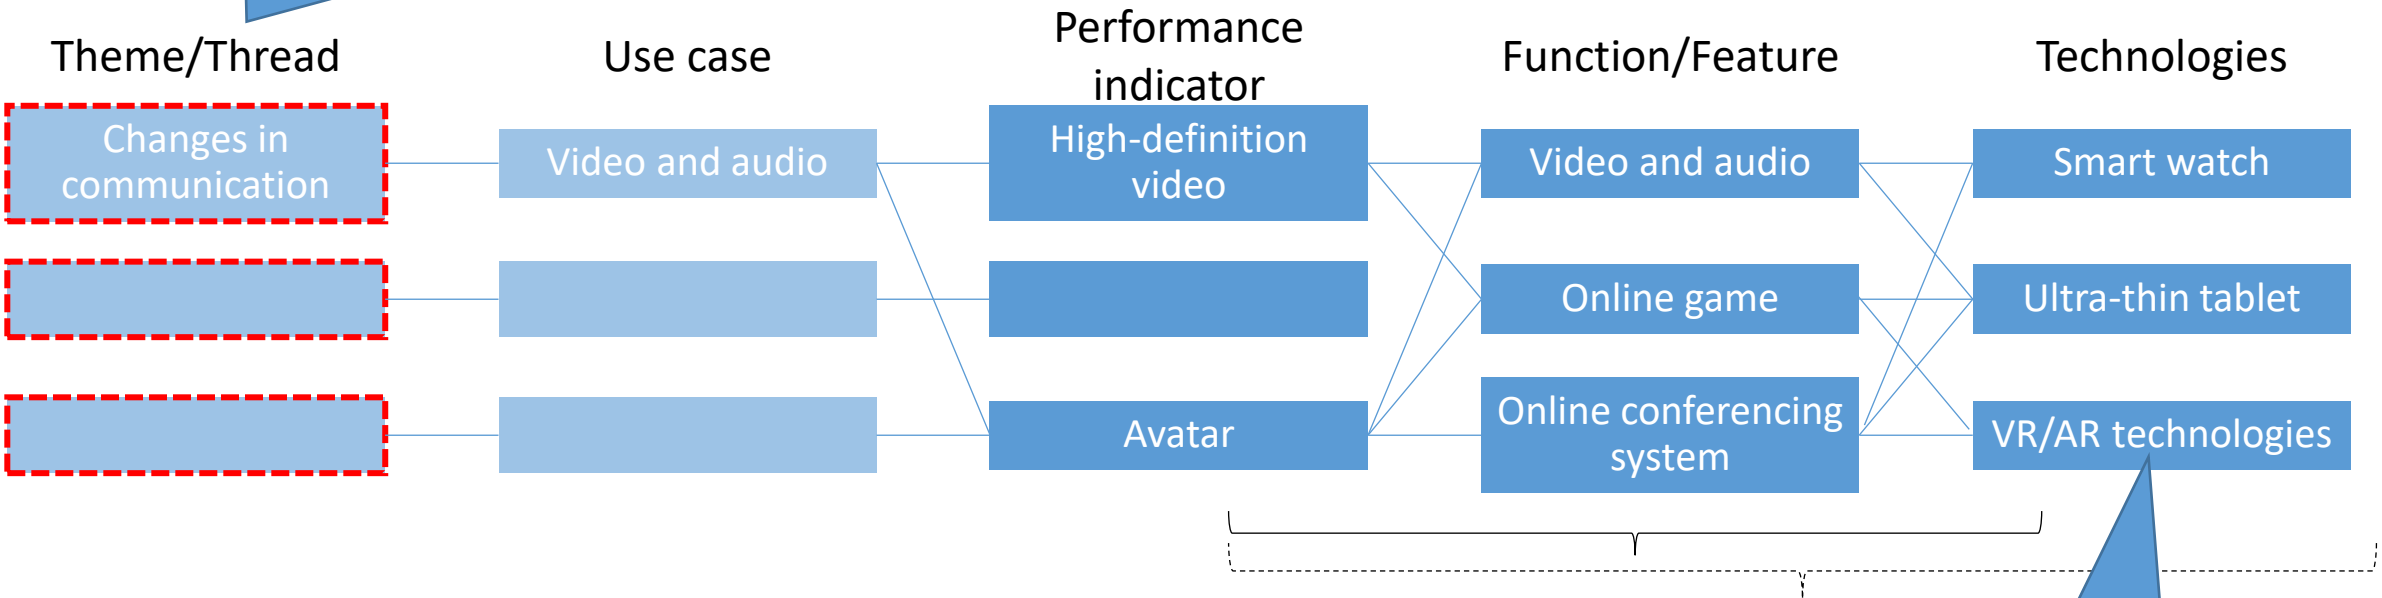 Theme/Thread
Use case
Performance
indicator
Function/Feature
Technologies
Changes in
communication
Video and audio
High-definition
video
Video and audio
Smart watch
Online game
Ultra-thin tablet
Avatar
Online conferencing
system
VR/AR technologies